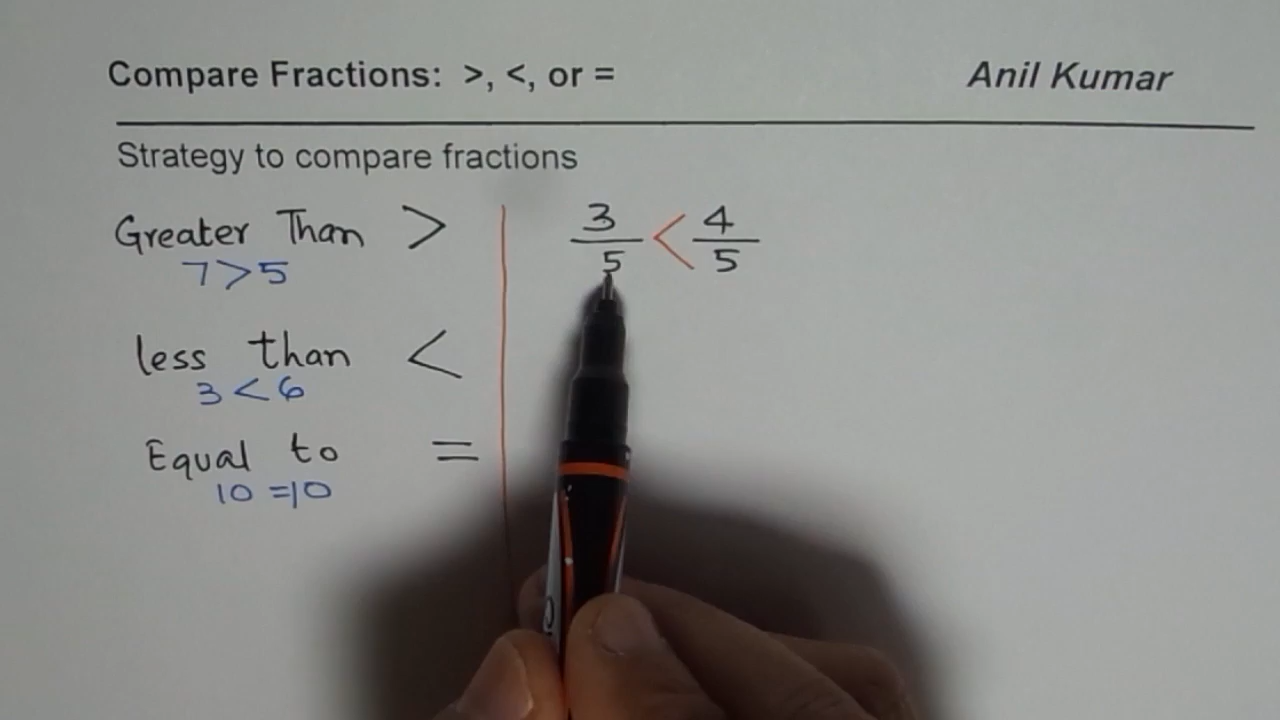 Compare Fractions: >, <, or =
Anil Kumar
Strategy to compare fractions
Greater Than >
7 > 5
less than <
3 < 6
Equal to =
10 = 10
3/5 < 4/5